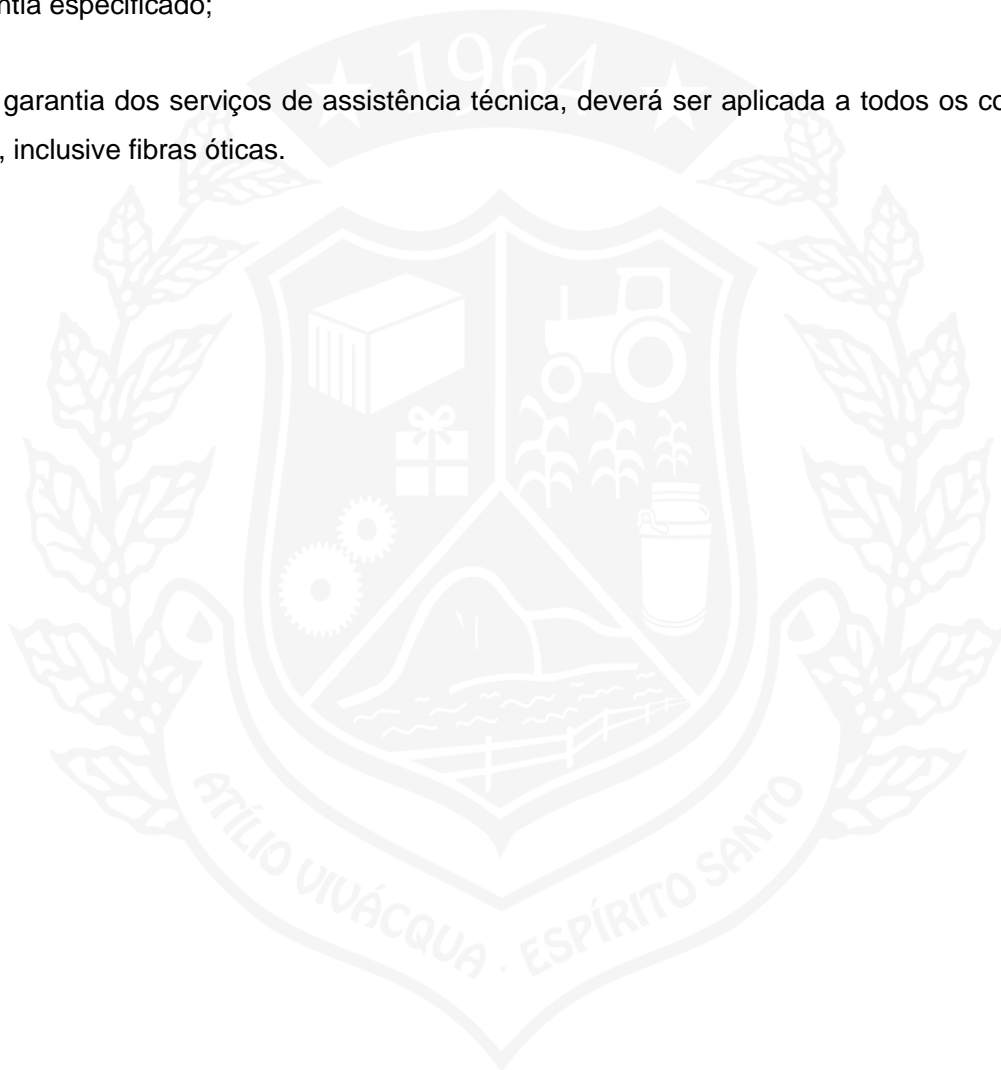 ntia especificado;
garantia dos serviços de assistência técnica, deverá ser aplicada a todos os co
, inclusive fibras óticas.
1964
ATÍLIO VIVÁCQUA · ESPÍRITO SANTO